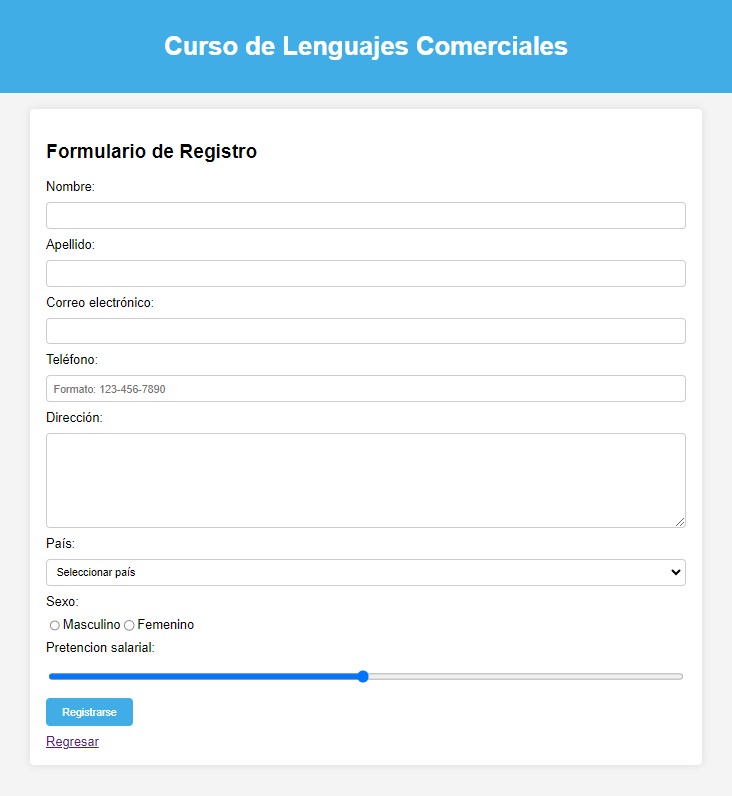 Curso de Lenguajes Comerciales
Formulario de Registro
Nombre:
Apellido:
Correo electrónico:
Teléfono:
Formato: 123-456-7890
Dirección:
País:
Seleccionar país
Sexo:
Masculino Femenino
Pretencion salarial:
Registrarse
Regresar